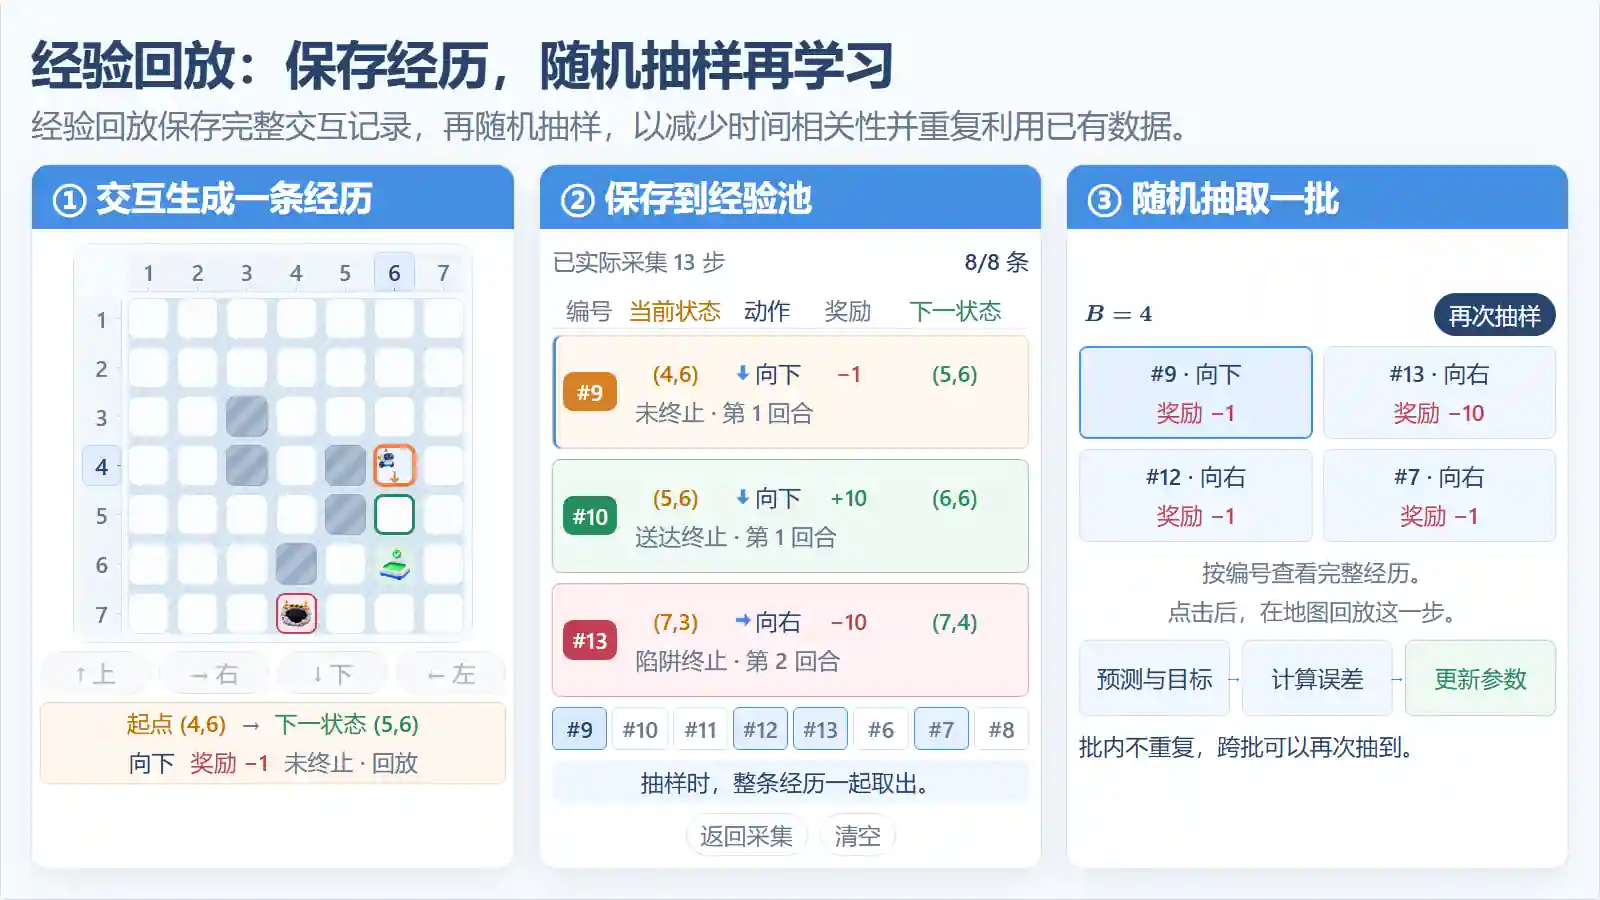 经验回放：保存经历，随机抽样再学习
经验回放保存完整交互记录，再随机抽样，以减少时间相关性并重复利用已有数据。
① 交互生成一条经历
1 2 3 4 5 6 7
1
2
3
4
5
6
7
↑上 →右 ↓下 ←左
起点 (4,6) → 下一状态 (5,6)
向下 奖励 −1 未终止 · 回放
② 保存到经验池
已实际采集 13 步 8/8 条
编号 当前状态 动作 奖励 下一状态
#9 (4,6) ⬇向下 −1 (5,6)
未终止 · 第 1 回合
#10 (5,6) ⬇向下 +10 (6,6)
送达终止 · 第 1 回合
#13 (7,3) ➡向右 −10 (7,4)
陷阱终止 · 第 2 回合
#9 #10 #11 #12 #13 #6 #7 #8
抽样时，整条经历一起取出。
返回采集 清空
③ 随机抽取一批
B = 4 再次抽样
#9 · 向下
奖励 −1
#13 · 向右
奖励 −10
#12 · 向右
奖励 −1
#7 · 向右
奖励 −1
按编号查看完整经历。
点击后，在地图回放这一步。
预测与目标 → 计算误差 → 更新参数
批内不重复，跨批可以再次抽到。